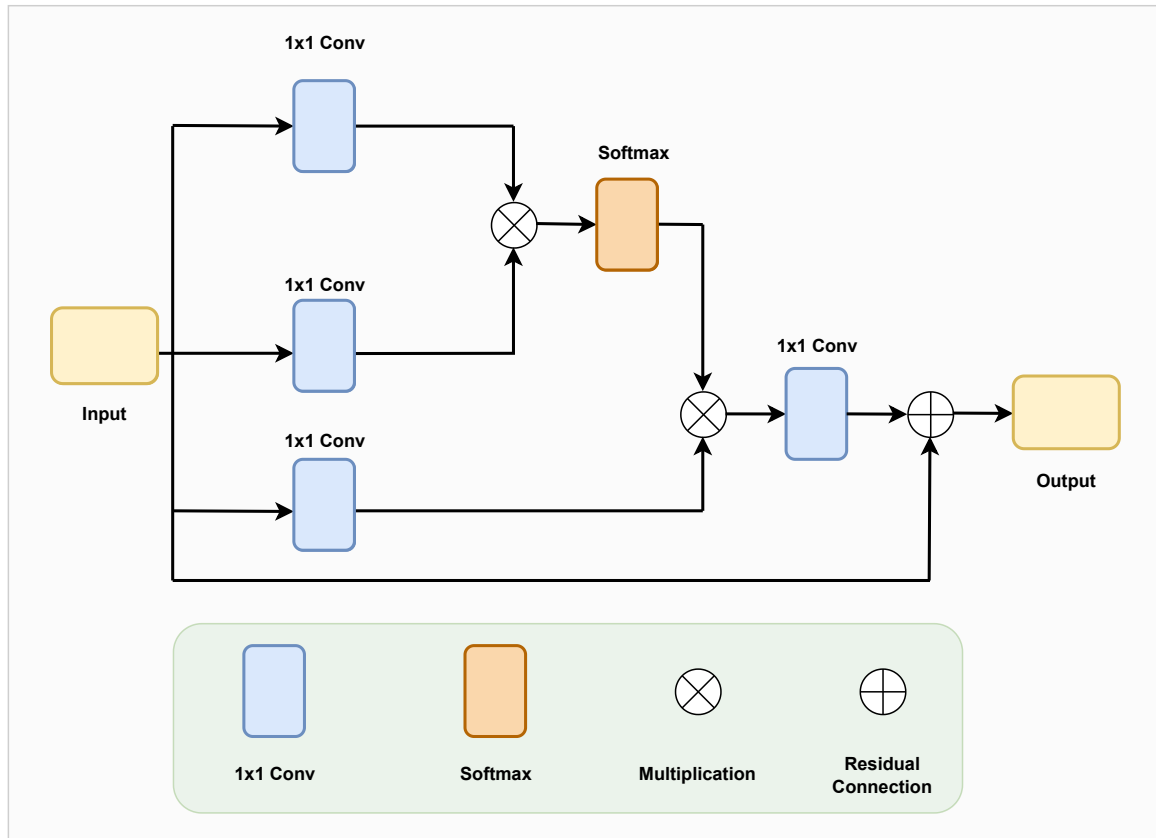 1x1 Conv
Softmax
1x1 Conv
1x1 Conv
Input
1x1 Conv
Output
1x1 Conv
Softmax
Multiplication
Residual
Connection